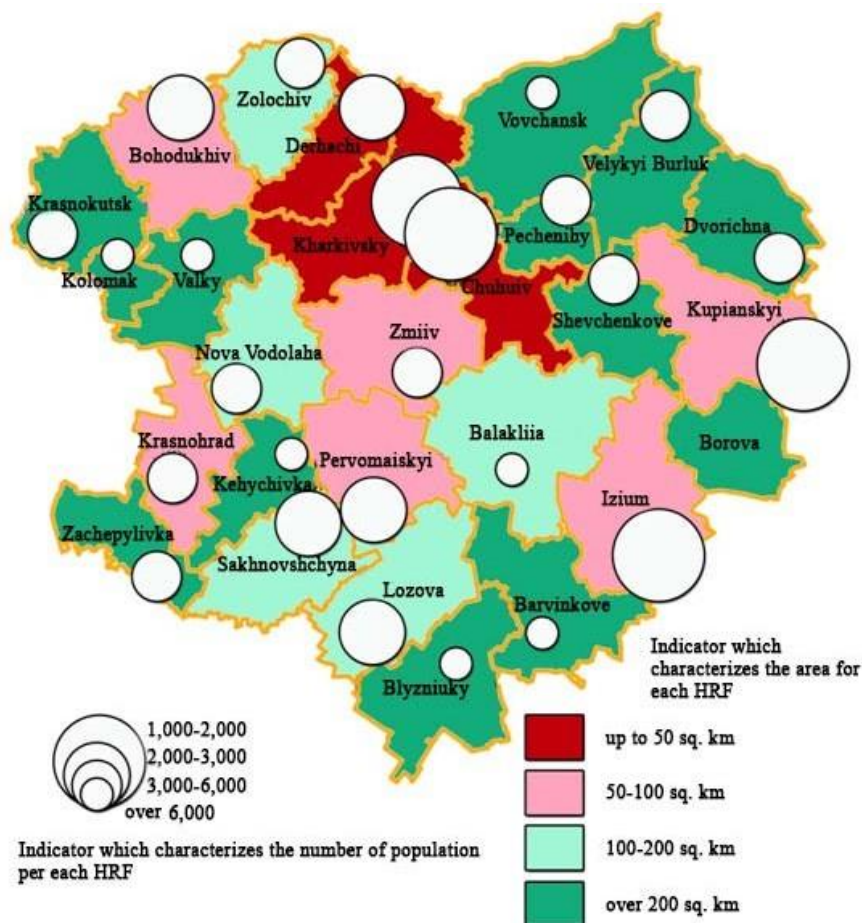 Zolochiv
Vovchansk
Bohodukhiv
Derhachi
Velykyi Burluk
Krasnokutsk
Dvorichna
Pecheniby
Kharkivsky
Kolomak
Valky
Chuhuiv
Kupianskyi
Shevchenkove
Zmiiv
Nova Vodolaha
Balakliia
Krasnohrad
Borova
Pervomaiskyi
Kehychivka
Izium
Zachepylivka
Sakhnovshchyna
Lozova
Barvinkove
Blyzniuky
Indicator which
characterizes the area for
each HRF
up to 50 sq. km
50-100 sq. km
100-200 sq. km
over 200 sq. km
1,000-2,000
2,000-3,000
3,000-6,000
over 6,000
Indicator which characterizes the number of population
per each HRF